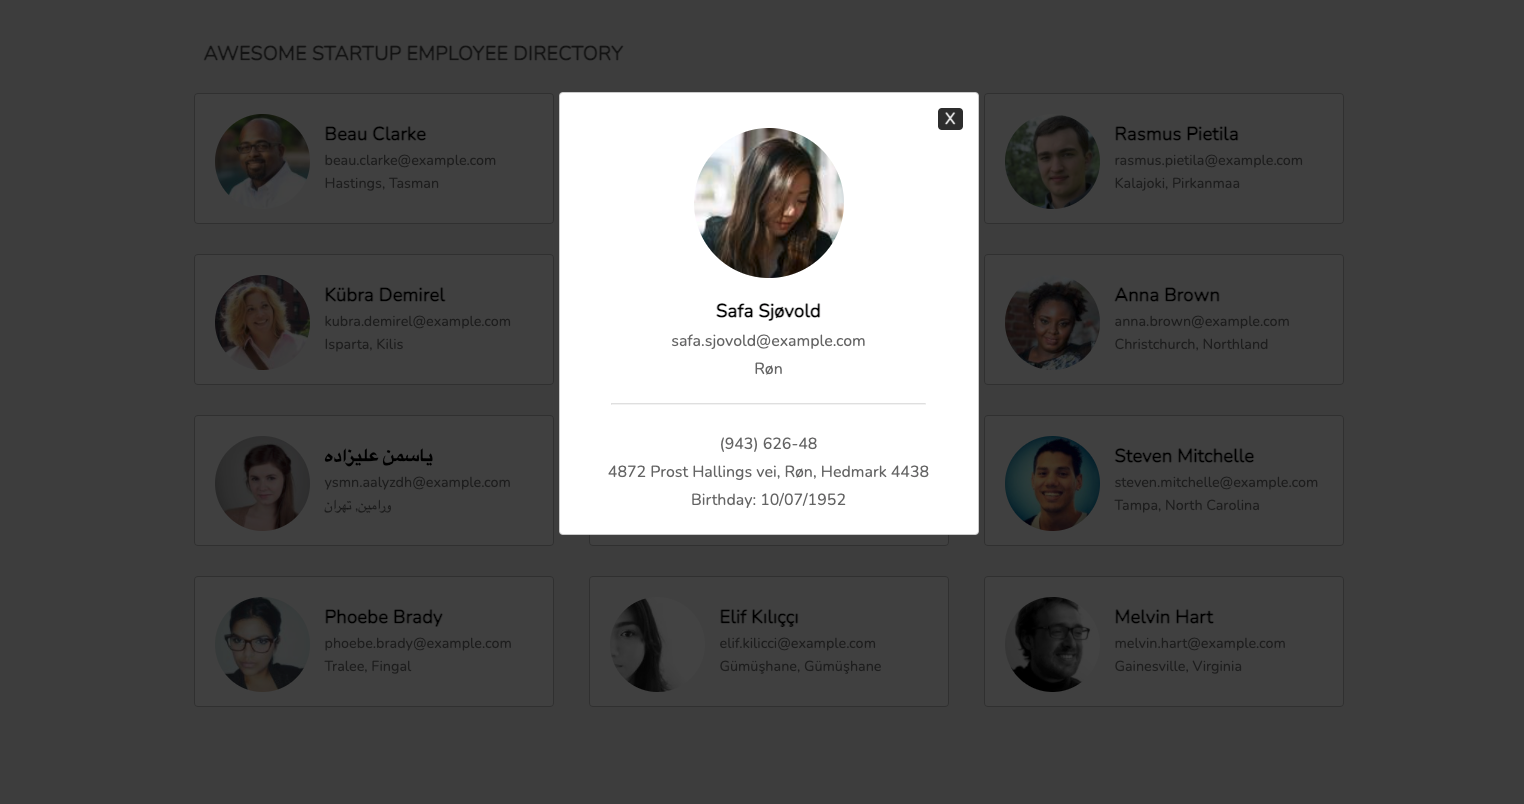 AWESOME STARTUP EMPLOYEE DIRECTORY
Beau Clarke
beau.clarke@example.com
Hastings, Tasman
X
Safa Sjøvold
safa.sjovold@example.com
Røn
(943) 626-48
4872 Prost Hallings vei, Røn, Hedmark 4438
Birthday: 10/07/1952
Rasmus Pietila
rasmus.pietila@example.com
Kalajoki, Pirkanmaa
Kübra Demirel
kubra.demirel@example.com
Isparta, Kilis
Anna Brown
anna.brown@example.com
Christchurch, Northland
یاسمن علیزاده
ysmn.aalyzdh@example.com
ورامین, تهران
Steven Mitchelle
steven.mitchelle@example.com
Tampa, North Carolina
Phoebe Brady
phoebe.brady@example.com
Tralee, Fingal
Elif Kılıççı
elif.kilicci@example.com
Gümüşhane, Gümüşhane
Melvin Hart
melvin.hart@example.com
Gainesville, Virginia